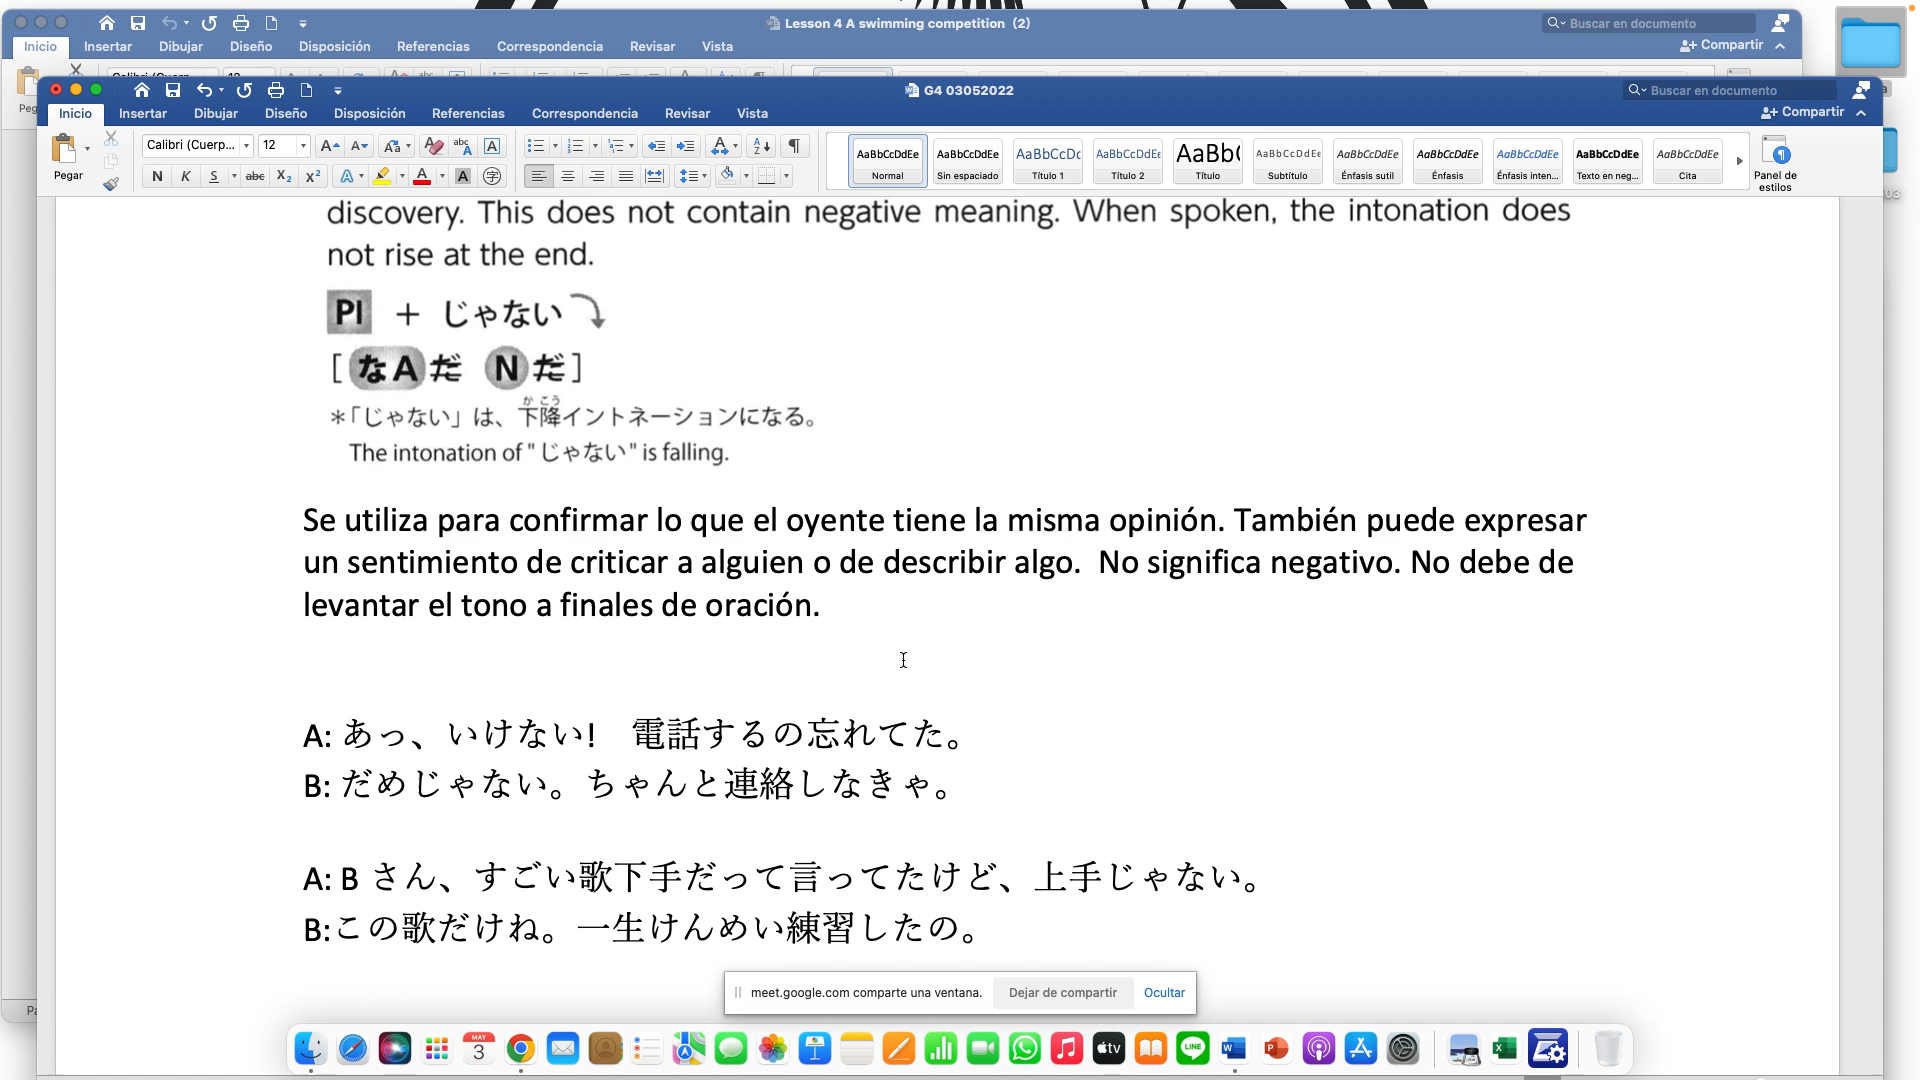 Lesson 4 A swimming competition (2)
Buscar en documento
Inicio Insertar Dibujar Diseño Disposición Referencias Correspondencia Revisar Vista
Compartir
G4 03052022
Buscar en documento
Inicio Insertar Dibujar Diseño Disposición Referencias Correspondencia Revisar Vista
Compartir
Calibri (Cuerp... 12
Pegar
N K S abc X₂ X²
AaBbCcDdEe AaBbCcDdEe AaBbCcDc AaBbCcDdEe AaBb( AaBbCcDdEe AaBbCcDdEe AaBbCcDdEe AaBbCcDdEe AaBbCcDdEe AaBbCcDdEe
Normal Sin espaciado Título 1 Título 2 Título Subtítulo Énfasis sutil Énfasis Énfasis inten... Texto en neg... Cita
Panel de estilos
discovery. This does not contain negative meaning. When spoken, the intonation does
not rise at the end.
Pl + じゃない
[なAだ Nだ]
かこう
＊「じゃない」は、下降イントネーションになる。
The intonation of "じゃない" is falling.
Se utiliza para confirmar lo que el oyente tiene la misma opinión. También puede expresar
un sentimiento de criticar a alguien o de describir algo. No significa negativo. No debe de
levantar el tono a finales de oración.
A: あっ、いけない! 電話するの忘れてた。
B: だめじゃない。ちゃんと連絡しなきゃ。
A: B さん、すごい歌下手だって言ってたけど、上手じゃない。
B:この歌だけね。一生けんめい練習したの。
meet.google.com comparte una ventana. Dejar de compartir Ocultar
MAY
3
tv
LINE